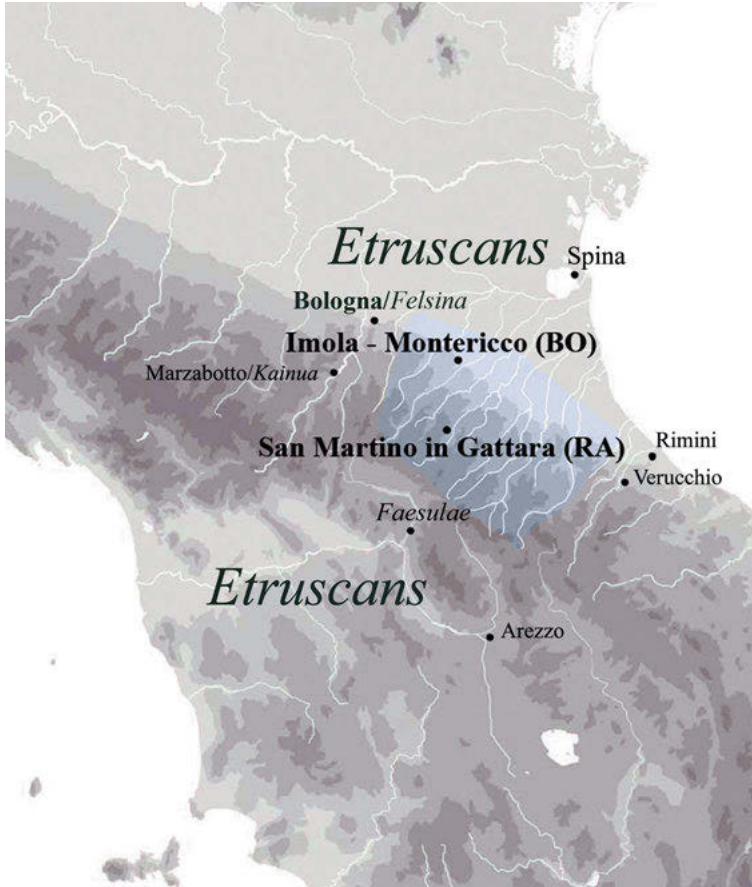 Etruscans
Spina
Bologna/Felsina
Imola - Montericco (BO)
Marzabotto/Kainua
San Martino in Gattara (RA)
Rimini
Verucchio
Faesulae
Etruscans
Arezzo